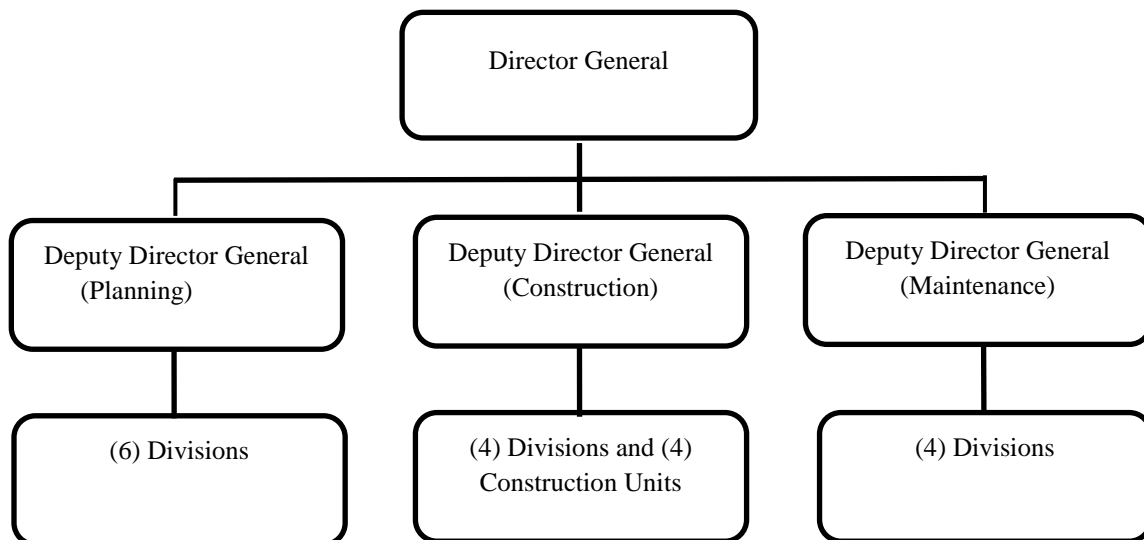 Director General
Deputy Director General
(Planning)
Deputy Director General
(Construction)
Deputy Director General
(Maintenance)
(6) Divisions
(4) Divisions and (4)
Construction Units
(4) Divisions